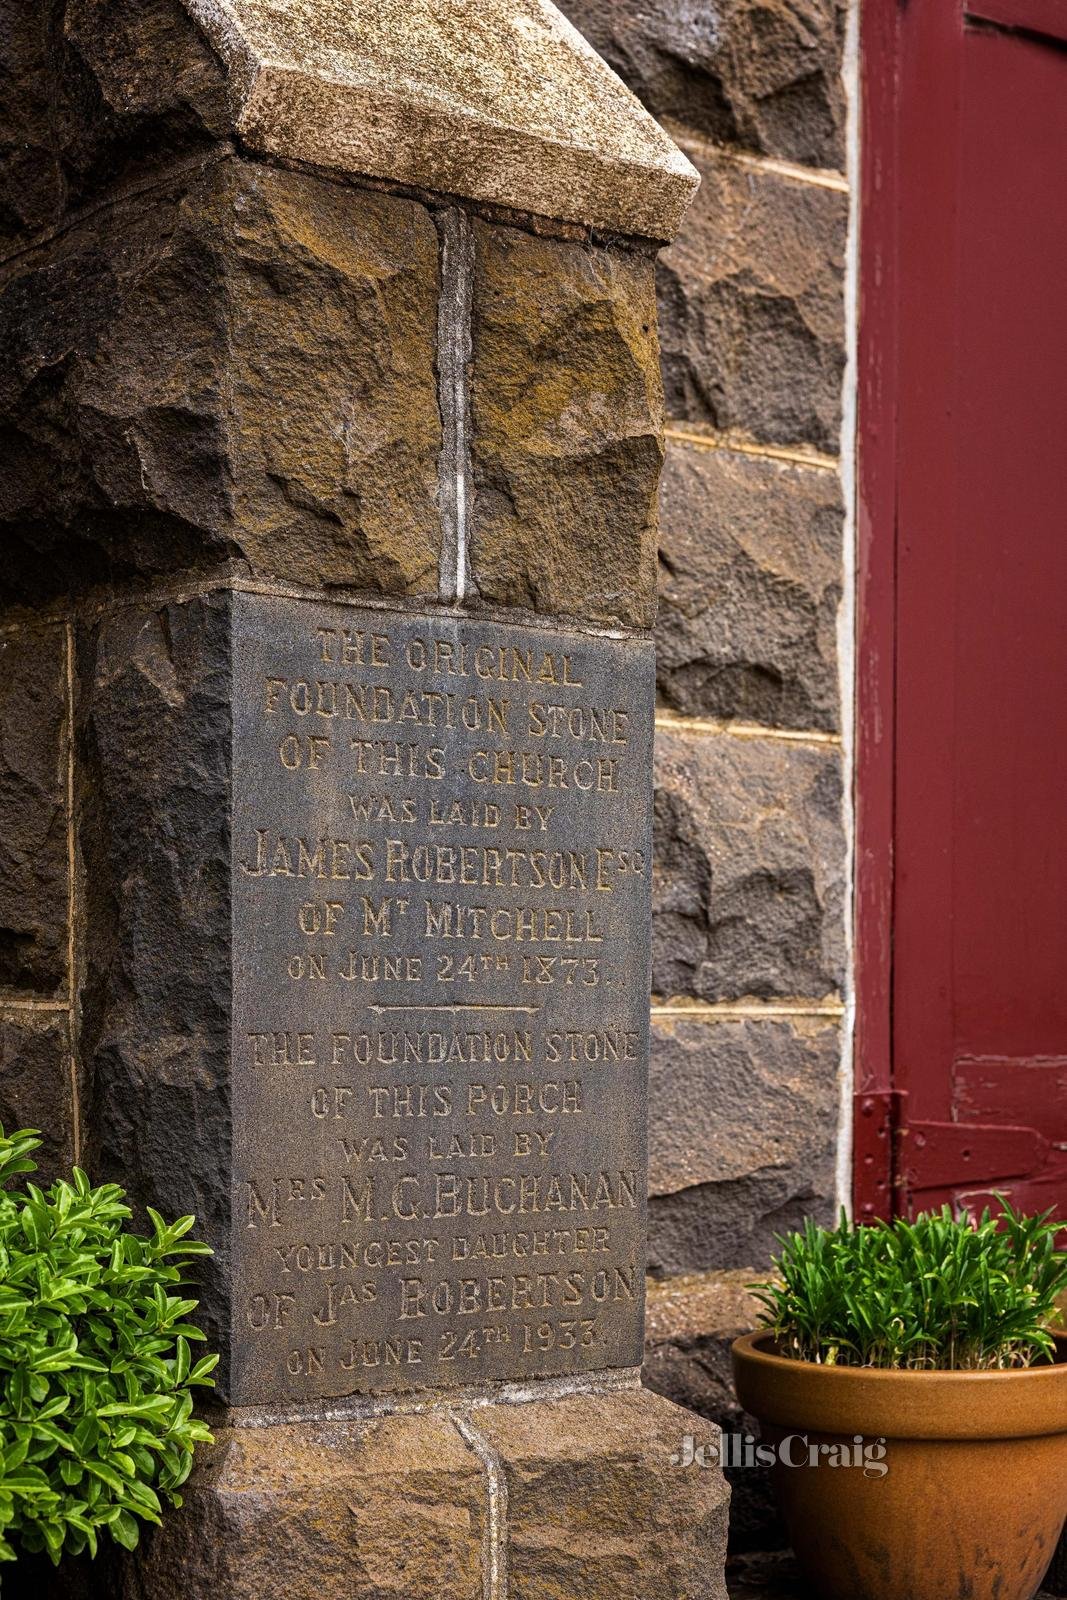 THE ORIGINAL
FOUNDATION STONE
OF THIS CHURCH
WAS LAID BY
JAMES ROBERTSON ESQ
OF MT MITCHELL
ON JUNE 24TH 1873.
THE FOUNDATION STONE
OF THIS PORCH
WAS LAID BY
MRS M.G. BUCHANAN
YOUNGEST DAUGHTER
OF JAS ROBERTSON
ON JUNE 24TH 1933.
JellisCraig